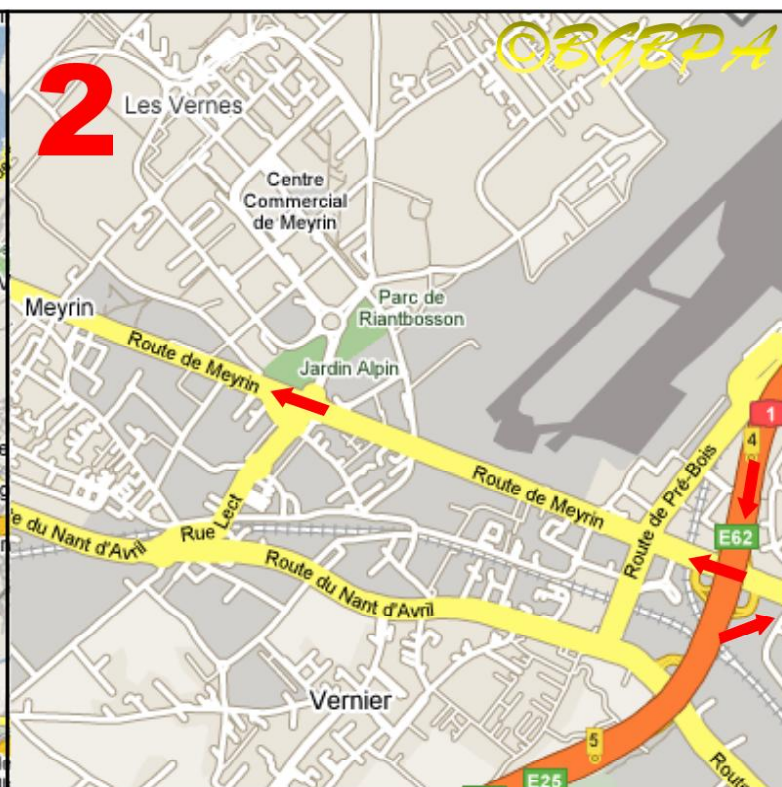 ©BGBPA
2
Les Vernes
Centre
Commercial
de Meyrin
Parc de
Riantbosson
Meyrin
Route de Meyrin
Jardin Alpin
1
4
Route de Meyrin
Route de Pré-Bois
Rue Lect
e du Nant d'Avril
E62
Route du Nant d'Avril
Vernier
5
E25